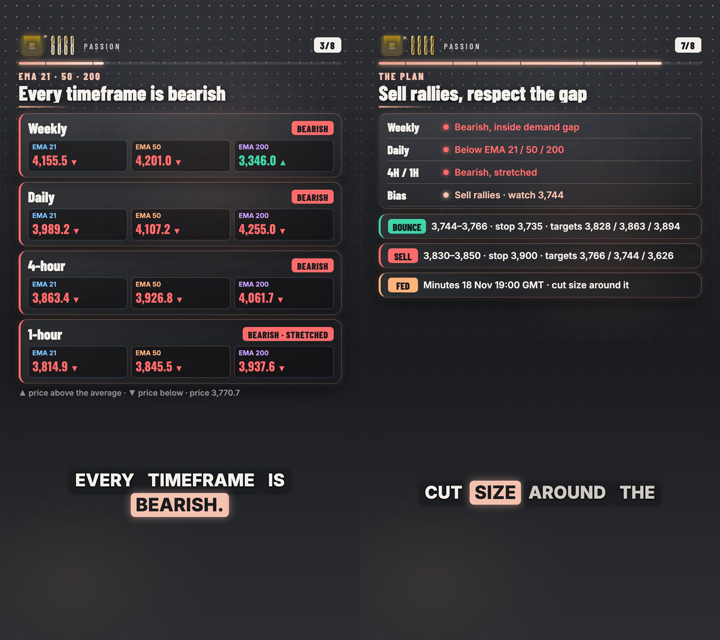 PASSION
3/8
EMA 21 · 50 · 200
Every timeframe is bearish
Weekly
BEARISH
EMA 21
EMA 50
EMA 200
4,155.5 ▼
4,201.0 ▼
3,346.0 ▲
Daily
BEARISH
EMA 21
EMA 50
EMA 200
3,989.2 ▼
4,107.2 ▼
4,255.0 ▼
4-hour
BEARISH
EMA 21
EMA 50
EMA 200
3,863.4 ▼
3,926.8 ▼
4,061.7 ▼
1-hour
BEARISH · STRETCHED
EMA 21
EMA 50
EMA 200
3,814.9 ▼
3,845.5 ▼
3,937.6 ▼
▲ price above the average · ▼ price below · price 3,770.7
EVERY TIMEFRAME IS
BEARISH.
PASSION
7/8
THE PLAN
Sell rallies, respect the gap
Weekly Bearish, inside demand gap
Daily Below EMA 21 / 50 / 200
4H / 1H Bearish, stretched
Bias Sell rallies · watch 3,744
BOUNCE 3,744–3,766 · stop 3,735 · targets 3,828 / 3,863 / 3,894
SELL 3,830–3,850 · stop 3,900 · targets 3,766 / 3,744 / 3,626
FED Minutes 18 Nov 19:00 GMT · cut size around it
CUT SIZE AROUND THE